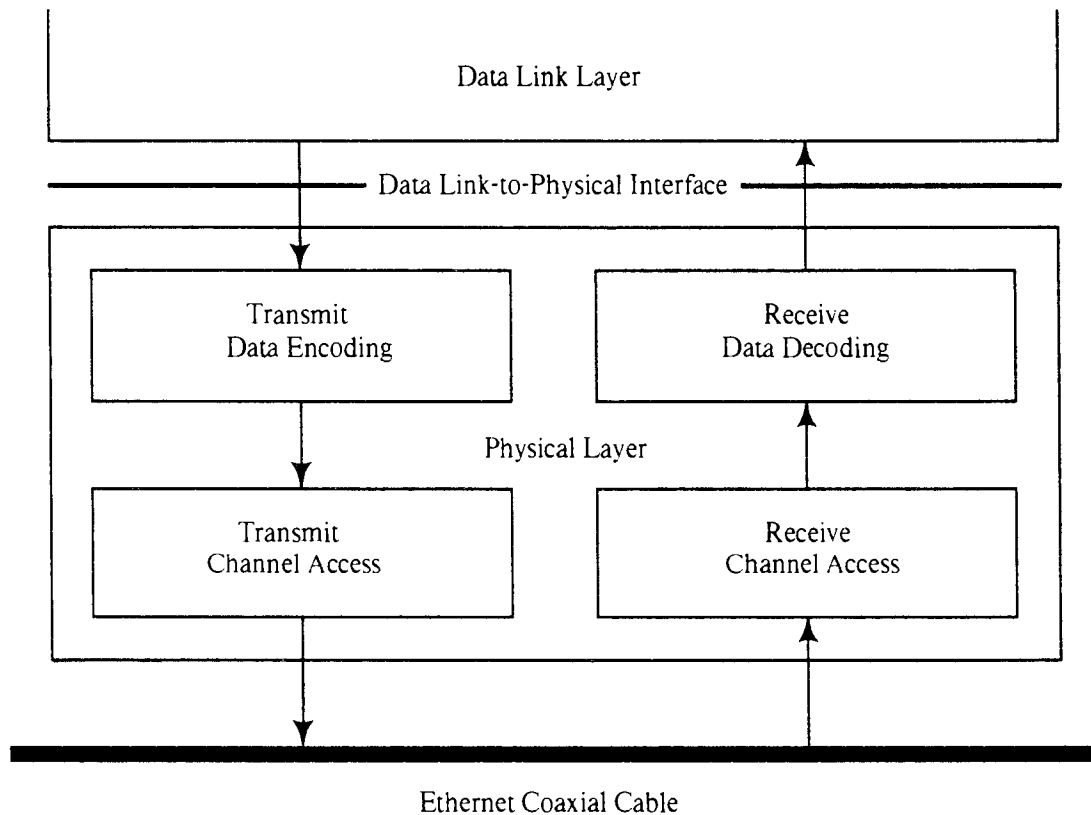 Data Link Layer
Data Link-to-Physical Interface
Transmit
Data Encoding
Receive
Data Decoding
Physical Layer
Transmit
Channel Access
Receive
Channel Access
Ethernet Coaxial Cable